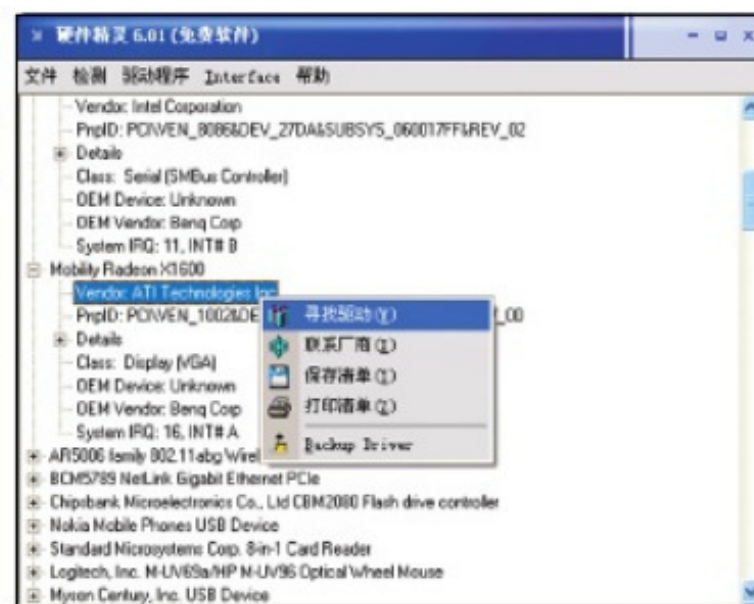 硬件精灵 6.01 (免费软件)
文件 检测 驱动程序 Interface 帮助
Vendor: Intel Corporation
PnpID: PCI\VEN_8086&DEV_27DA&SUBSYS_060017FF&REV_02
Details
Class: Serial (SMBus Controller)
OEM Device: Unknown
OEM Vendor: Benq Corp
System IRQ: 11, INT# B
Mobility Radeon X1600
Vendor: ATI Technologies Inc
PnpID: PCI\VEN_1002&DE
_00
Details
Class: Display (VGA)
OEM Device: Unknown
OEM Vendor: Benq Corp
System IRQ: 16, INT# A
寻找驱动(Y)
联系厂商(Z)
保存清单(I)
打印清单(Z)
Backup Driver
AR5006 family 802.11abg Wirel
BCM5789 NetLink Gigabit Ethernet PCIe
Chipsbank Microelectronics Co., Ltd CBM2080 Flash drive controller
Nokia Mobile Phones USB Device
Standard Microsystems Corp. 8-in-1 Card Reader
Logitech, Inc. M-UV69a/HP M-UV96 Optical Wheel Mouse
Myson Century, Inc. USB Device